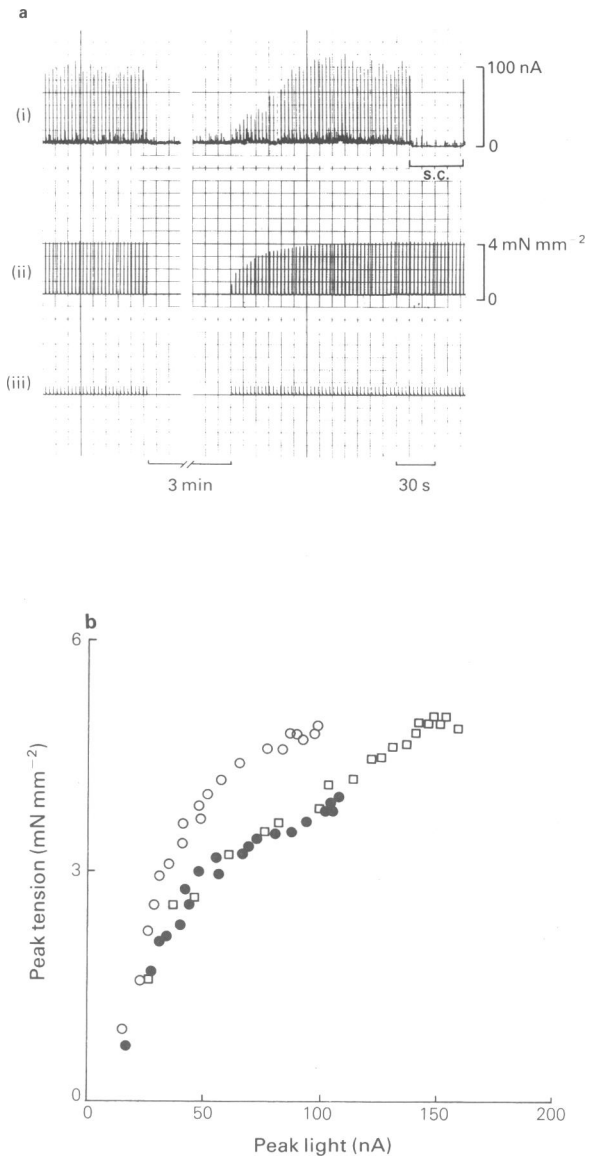 a
(i)
100 nA
0
s.c.
(ii)
4 mN mm⁻²
0
(iii)
3 min
30 s
b
Peak tension (mN mm⁻²)
6
3
0
0 50 100 150 200
Peak light (nA)